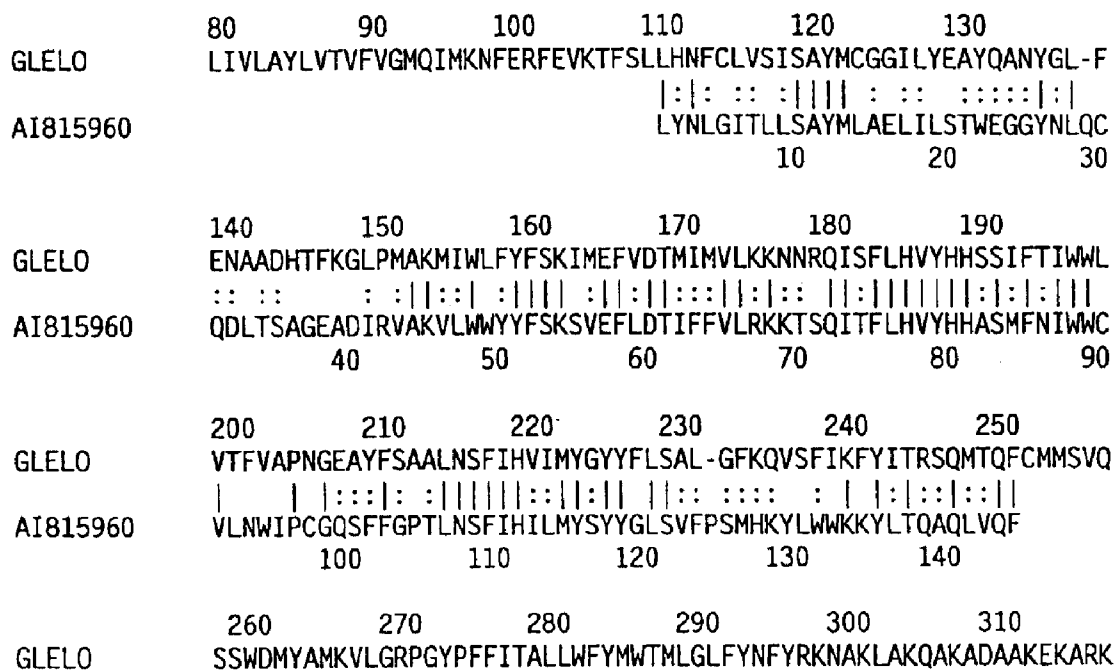 80 90 100 110 120 130
GLELO LIVLAYLVTVFVGMQIMKNFERFEVKTFSLLHNFCLVSISAYMCGGILYEAYQANYGL-F
|:|: :: :||||: :: :::::|:|
AI815960 LYNLGITLLSAYMLAELILSTWEGGYNLQC
10 20 30
140 150 160 170 180 190
GLELO ENAADHTFKGLPMAKMIWLFYFSKIMEFVDTMIMVLKKNNRQISFLHVYHHSSIFTIWWL
:: :: : :||::| :|||| :||:||:::||:|:: ||:||||||||:|:|:|||
AI815960 QDLTSAGEADIRVAKVLWWYYFSKSVEFLDTIFFVLRKKTSQITFLHVYHHASMFNIWWC
40 50 60 70 80 90
200 210 220 230 240 250
GLELO VTFVAPNGEAYFSAALNSFIHVIMYGYYFLSAL-GFKQVSFIKFYITRSQMTQFCMMSVQ
| | |:::|: :||||||::||:|| ||:: :::: : | ||:||::||
AI815960 VLNWIPCGQSFFGPTLNSFIHILMYSYYGLSVFPSMHKYLWWKKYLTQAQLVQF
100 110 120 130 140
260 270 280 290 300 310
GLELO SSWDMYAMKVLGRPGYPFFITALLWFYMWTMLGLFYNFYRKNAKLAKQAKADAAKEKARK